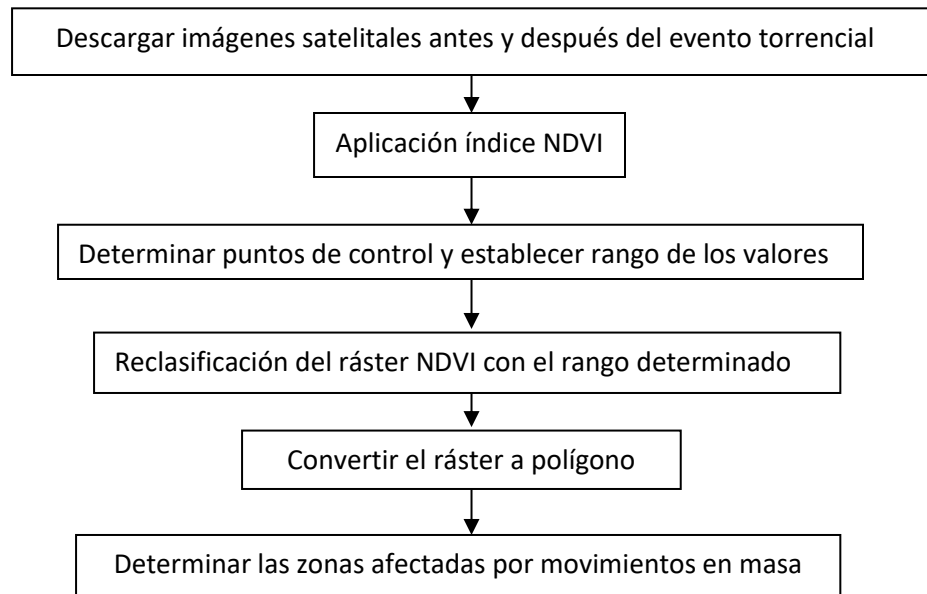 Descargar imágenes satelitales antes y después del evento torrencial
Aplicación índice NDVI
Determinar puntos de control y establecer rango de los valores
Reclasificación del ráster NDVI con el rango determinado
Convertir el ráster a polígono
Determinar las zonas afectadas por movimientos en masa